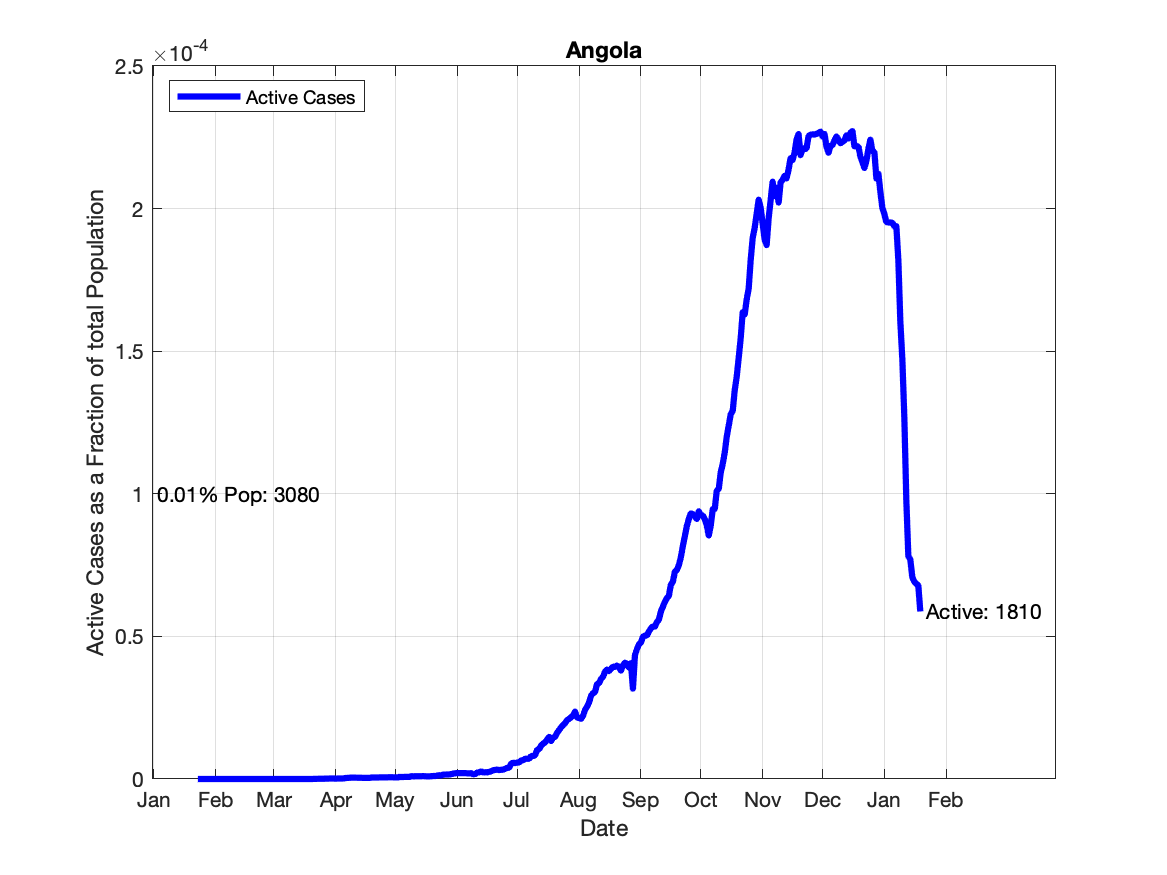 Angola
×10⁻⁴
Active Cases
2.5
2
1.5
1
0.5
0
Active Cases as a Fraction of total Population
0.01% Pop: 3080
Active: 1810
Jan Feb Mar Apr May Jun Jul Aug Sep Oct Nov Dec Jan Feb
Date